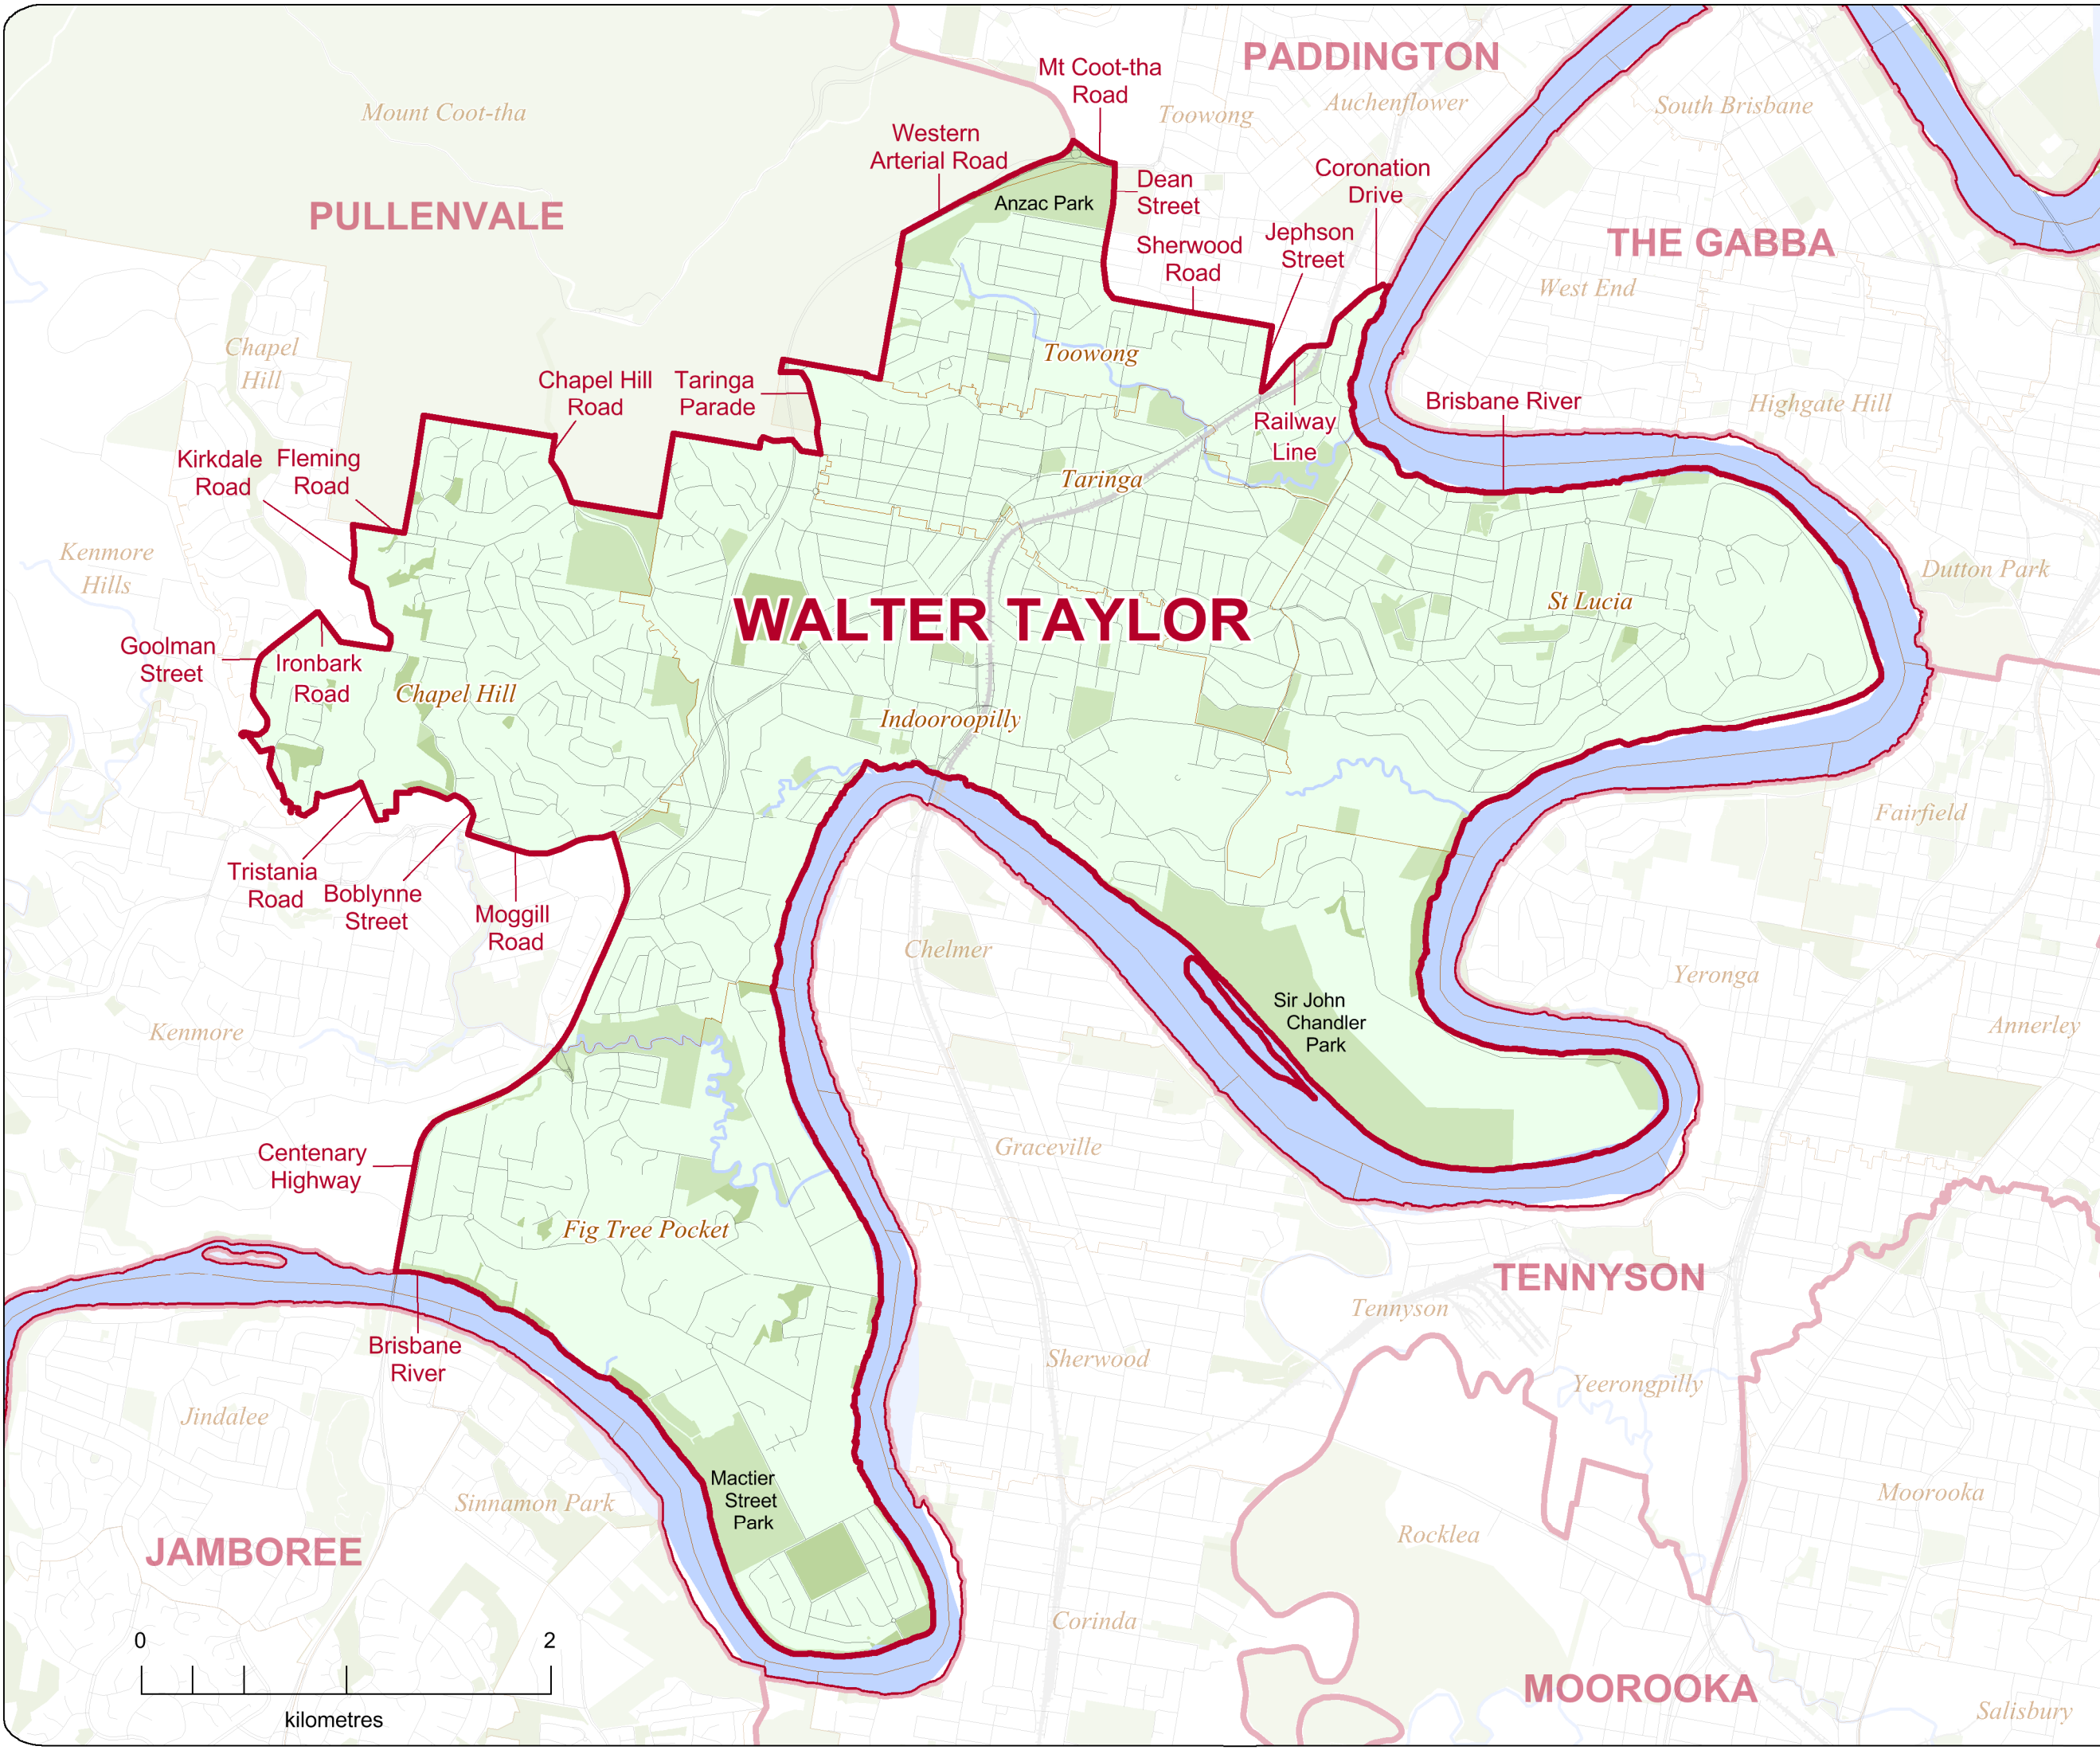 PADDINGTON
Mt Coot-tha
Road
Mount Coot-tha
Toowong
Auchenflower
South Brisbane
Western
Arterial Road
Coronation
Drive
Dean
Street
Anzac Park
PULLENVALE
Sherwood
Road
Jephson
Street
THE GABBA
West End
Chapel
Hill
Toowong
Chapel Hill
Road
Taringa
Parade
Brisbane River
Highgate Hill
Railway
Line
Kirkdale
Road
Fleming
Road
Taringa
Kenmore
Hills
Dutton Park
St Lucia
WALTER TAYLOR
Goolman
Street
Ironbark
Road
Chapel Hill
Indooroopilly
Fairfield
Tristania
Road
Boblynne
Street
Moggill
Road
Chelmer
Yeronga
Sir John
Chandler
Park
Kenmore
Annerley
Graceville
Centenary
Highway
Fig Tree Pocket
TENNYSON
Tennyson
Brisbane
River
Sherwood
Yeerongpilly
Jindalee
Mactier
Street
Park
Sinnamon Park
Moorooka
Rocklea
JAMBOREE
Corinda
0
2
kilometres
MOOROOKA
Salisbury